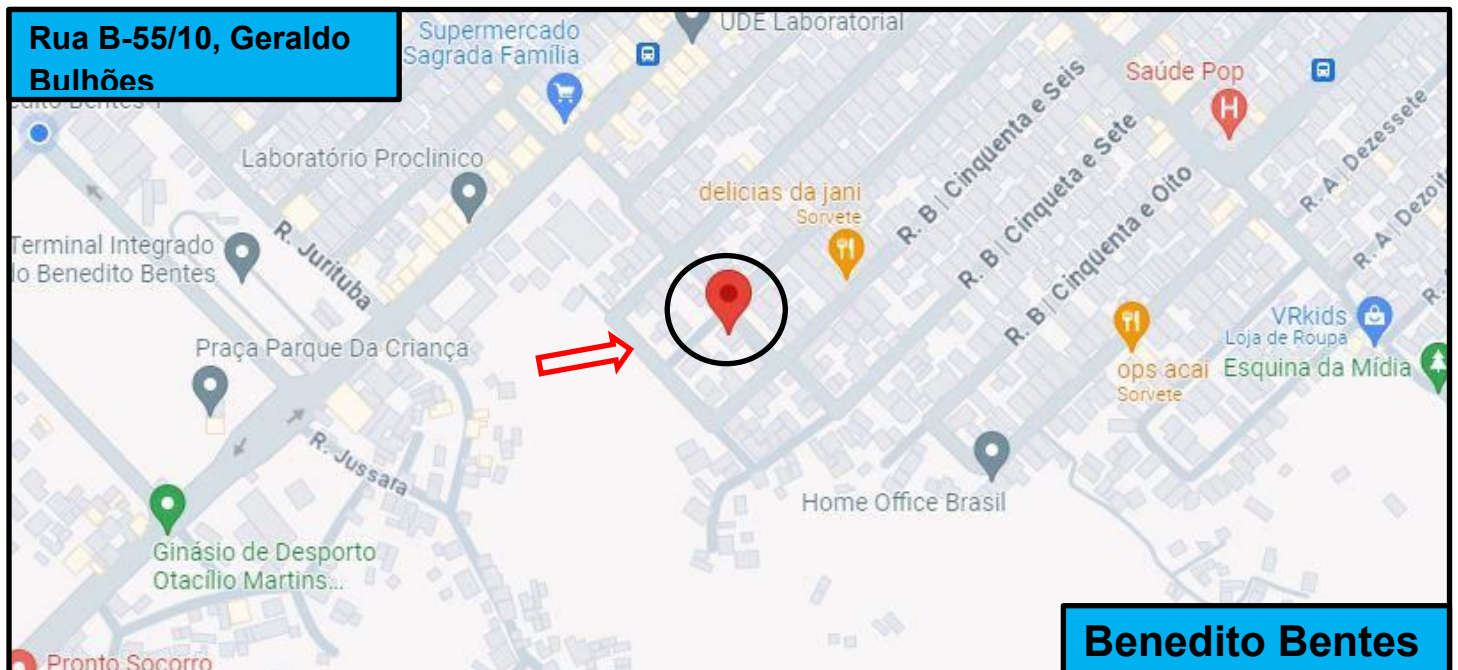 Rua B-55/10, Geraldo
Bulhões
Supermercado
Sagrada Família
UDE Laboratorial
Saúde Pop
Laboratório Proclinico
delicias da jani
Sorvete
R. B | Cinqüenta e Seis
R. B | Cinqueta e Sete
R. B | Cinquenta e Oito
R. A | Dezessete
R. A | Dezoit
R.
Terminal Integrado
do Benedito Bentes
R. Jurituba
Praça Parque Da Criança
VRkids
Loja de Roupa
ops acai
Sorvete
Esquina da Mídia
R. Jussara
Home Office Brasil
Ginásio de Desporto
Otacílio Martins...
Benedito Bentes
Pronto Socorro